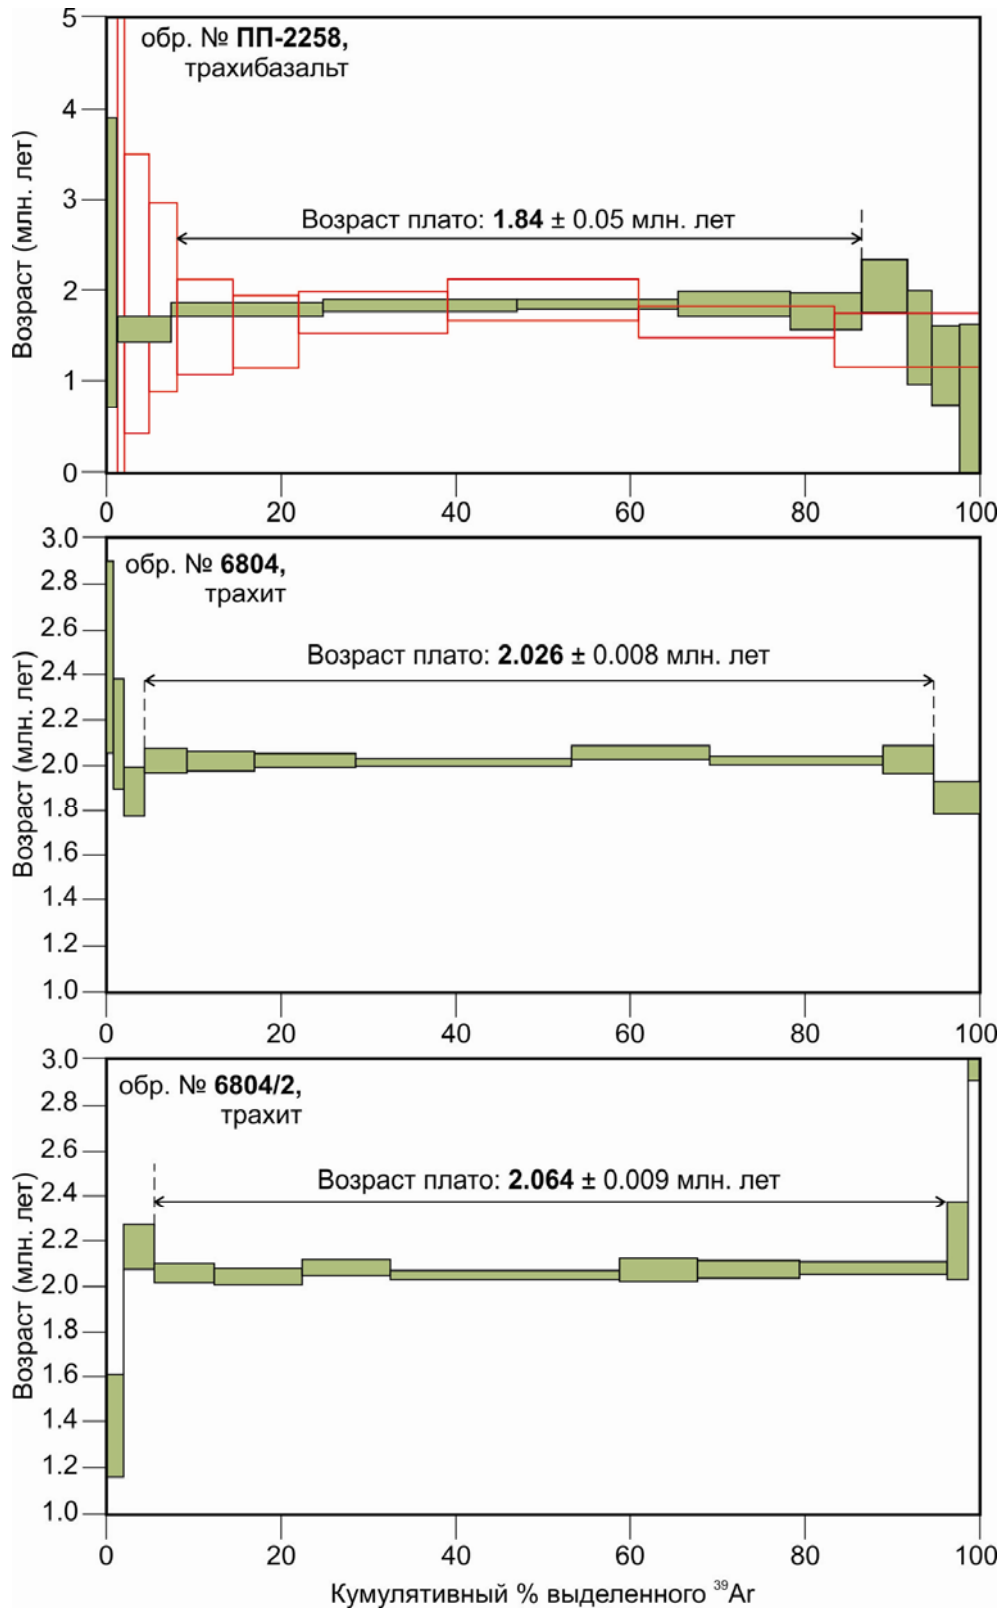 обр. № ПП-2258,
трахибазальт
Возраст плато: 1.84 ± 0.05 млн. лет
Возраст (млн. лет)
5
4
3
2
1
0
0 20 40 60 80 100
обр. № 6804,
трахит
Возраст плато: 2.026 ± 0.008 млн. лет
Возраст (млн. лет)
3.0
2.8
2.6
2.4
2.2
2.0
1.8
1.6
1.4
1.2
1.0
0 20 40 60 80 100
обр. № 6804/2,
трахит
Возраст плато: 2.064 ± 0.009 млн. лет
Возраст (млн. лет)
3.0
2.8
2.6
2.4
2.2
2.0
1.8
1.6
1.4
1.2
1.0
0 20 40 60 80 100
Кумулятивный % выделенного ³⁹Ar